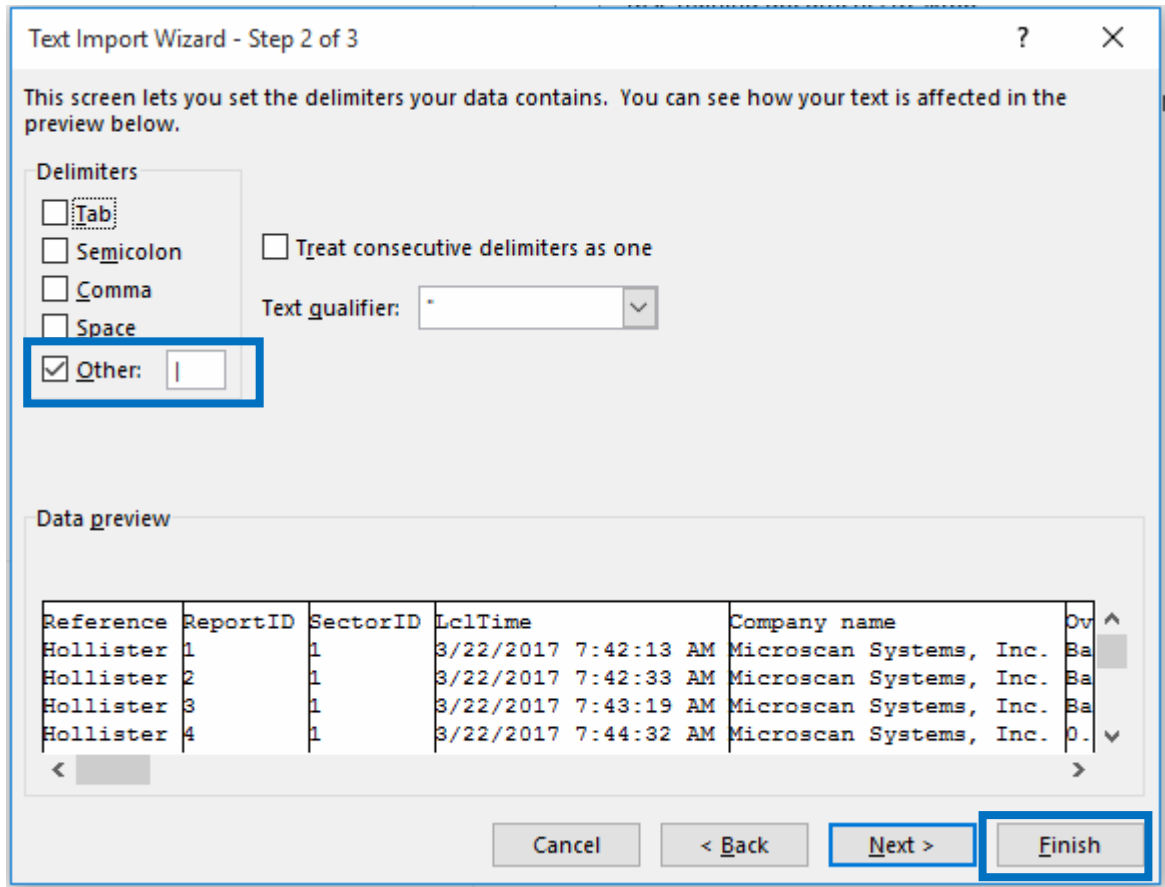 Text Import Wizard - Step 2 of 3
?
This screen lets you set the delimiters your data contains.  You can see how your text is affected in the
preview below.
Delimiters
Tab
Semicolon
Comma
Space
Other: |
Treat consecutive delimiters as one
Text qualifier: "
Data preview
Reference ReportID SectorID LclTime Company name Ov
Hollister 1 1 3/22/2017 7:42:13 AM Microscan Systems, Inc. Ba
Hollister 2 1 3/22/2017 7:42:33 AM Microscan Systems, Inc. Ba
Hollister 3 1 3/22/2017 7:43:19 AM Microscan Systems, Inc. Ba
Hollister 4 1 3/22/2017 7:44:32 AM Microscan Systems, Inc. 0.
Cancel < Back Next > Finish